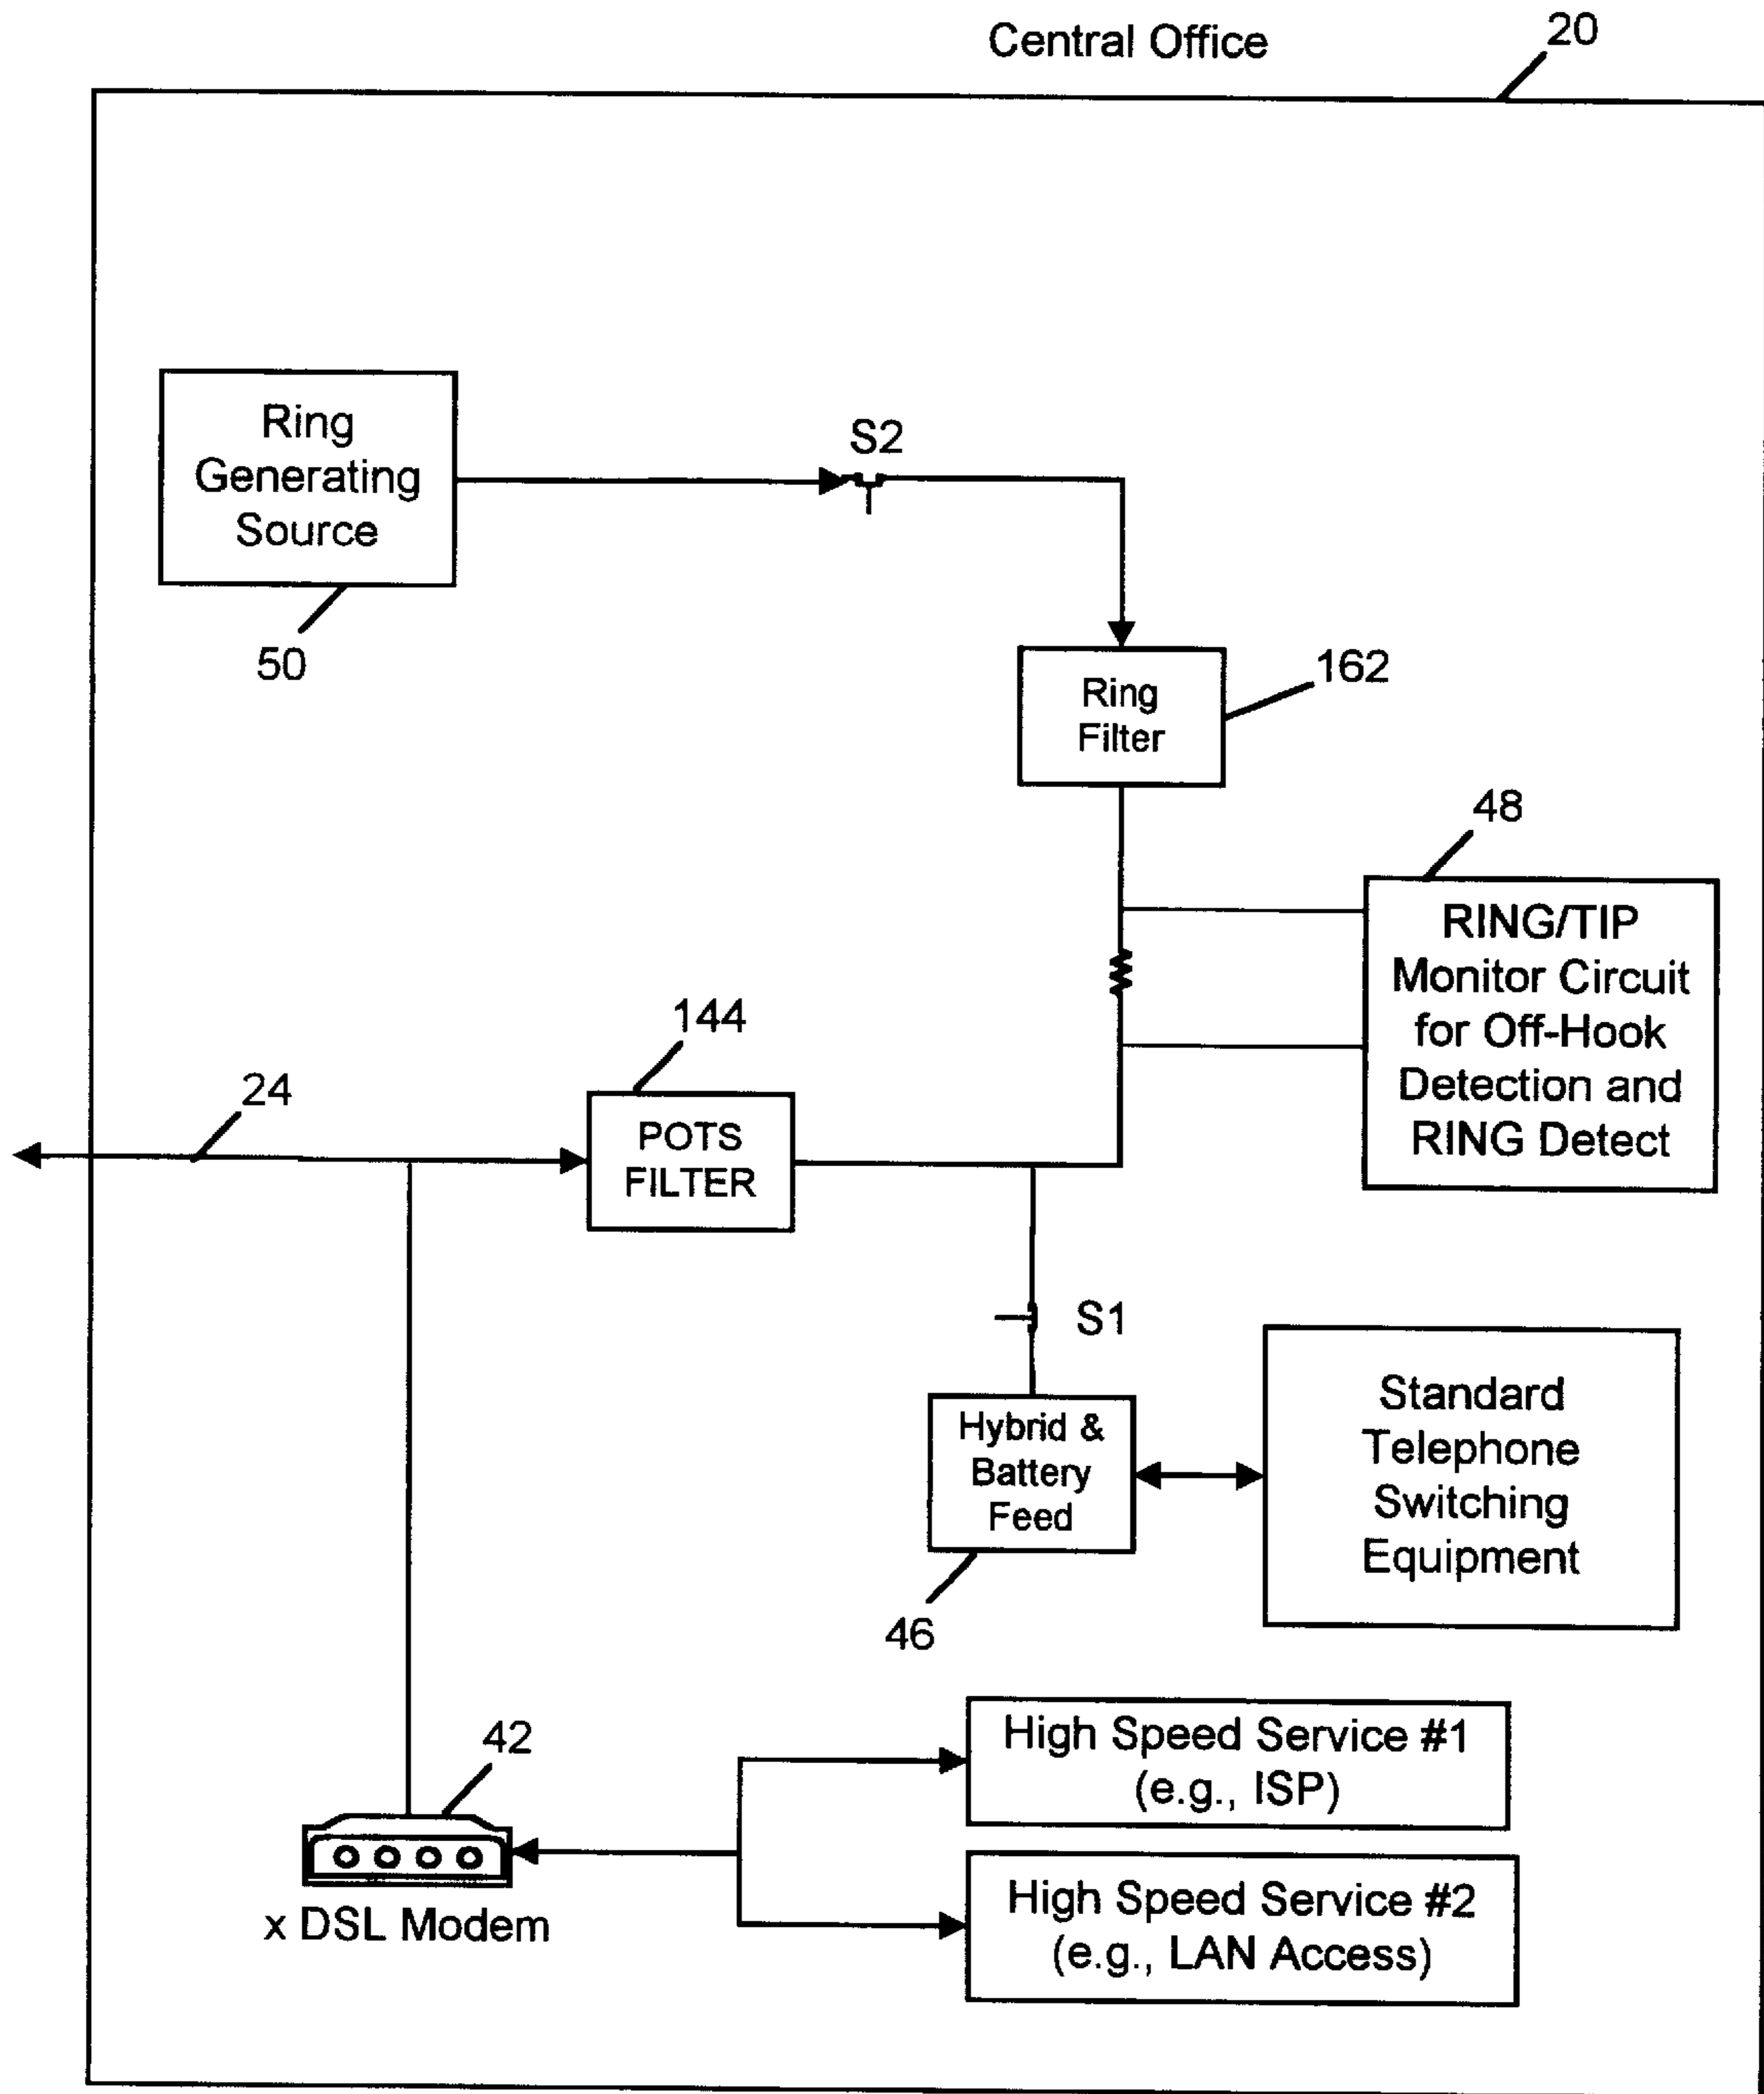 Central Office
20
Ring
Generating
Source
50
S2
Ring
Filter
162
48
RING/TIP
Monitor Circuit
for Off-Hook
Detection and
RING Detect
144
24
POTS
FILTER
S1
Hybrid &
Battery
Feed
46
Standard
Telephone
Switching
Equipment
42
x DSL Modem
High Speed Service #1
(e.g., ISP)
High Speed Service #2
(e.g., LAN Access)